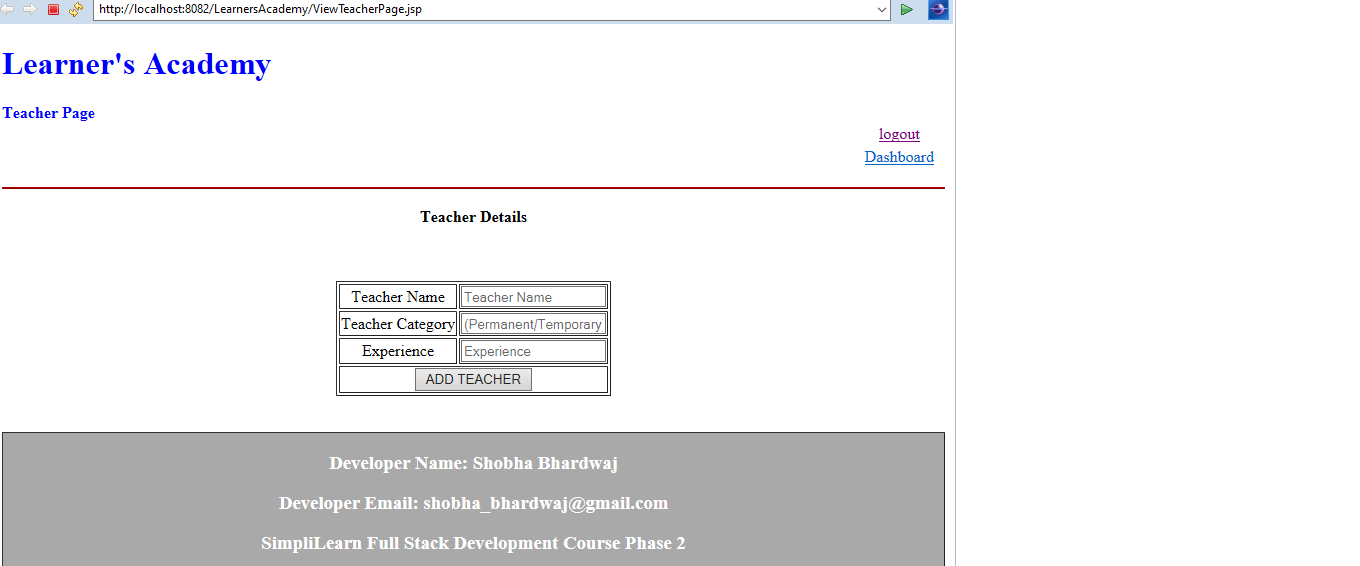 http://localhost:8082/LearnersAcademy/ViewTeacherPage.jsp
Learner's Academy
Teacher Page
logout
Dashboard
Teacher Details
Teacher Name Teacher Name
Teacher Category (Permanent/Temporary
Experience Experience
ADD TEACHER
Developer Name: Shobha Bhardwaj
Developer Email: shobha_bhardwaj@gmail.com
SimpliLearn Full Stack Development Course Phase 2